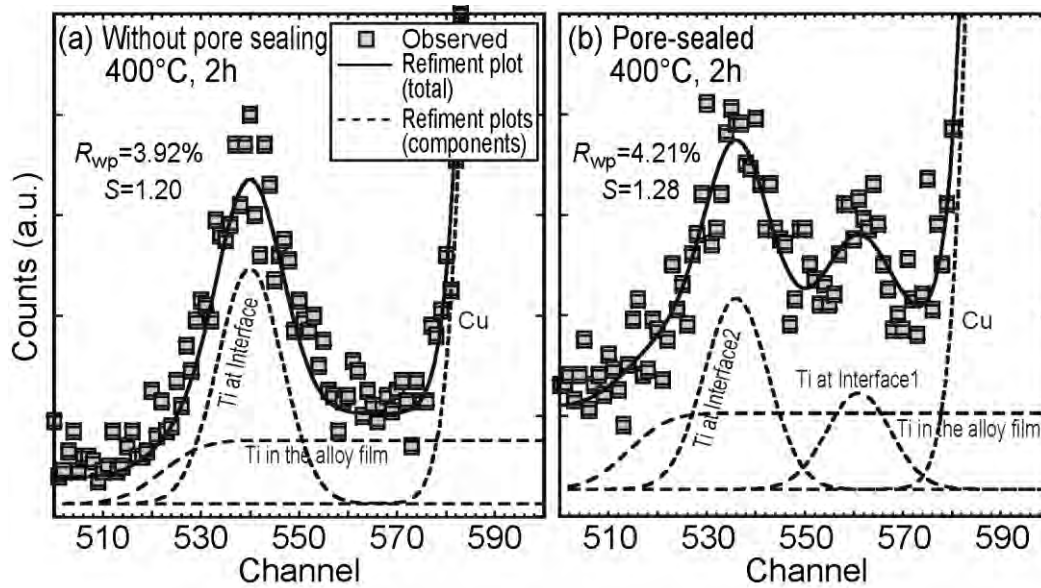 (a) Without pore sealing
400°C, 2h
Observed
Refiment plot
(total)
Refiment plots
(components)
Rwp=3.92%
S=1.20
Ti at Interface
Cu
Ti in the alloy film
510 530 550 570
Channel
Counts (a.u.)
(b) Pore-sealed
400°C, 2h
Rwp=4.21%
S=1.28
Ti at Interface2
Cu
Ti at Interface1
Ti in the alloy film
510 530 550 570 590
Channel